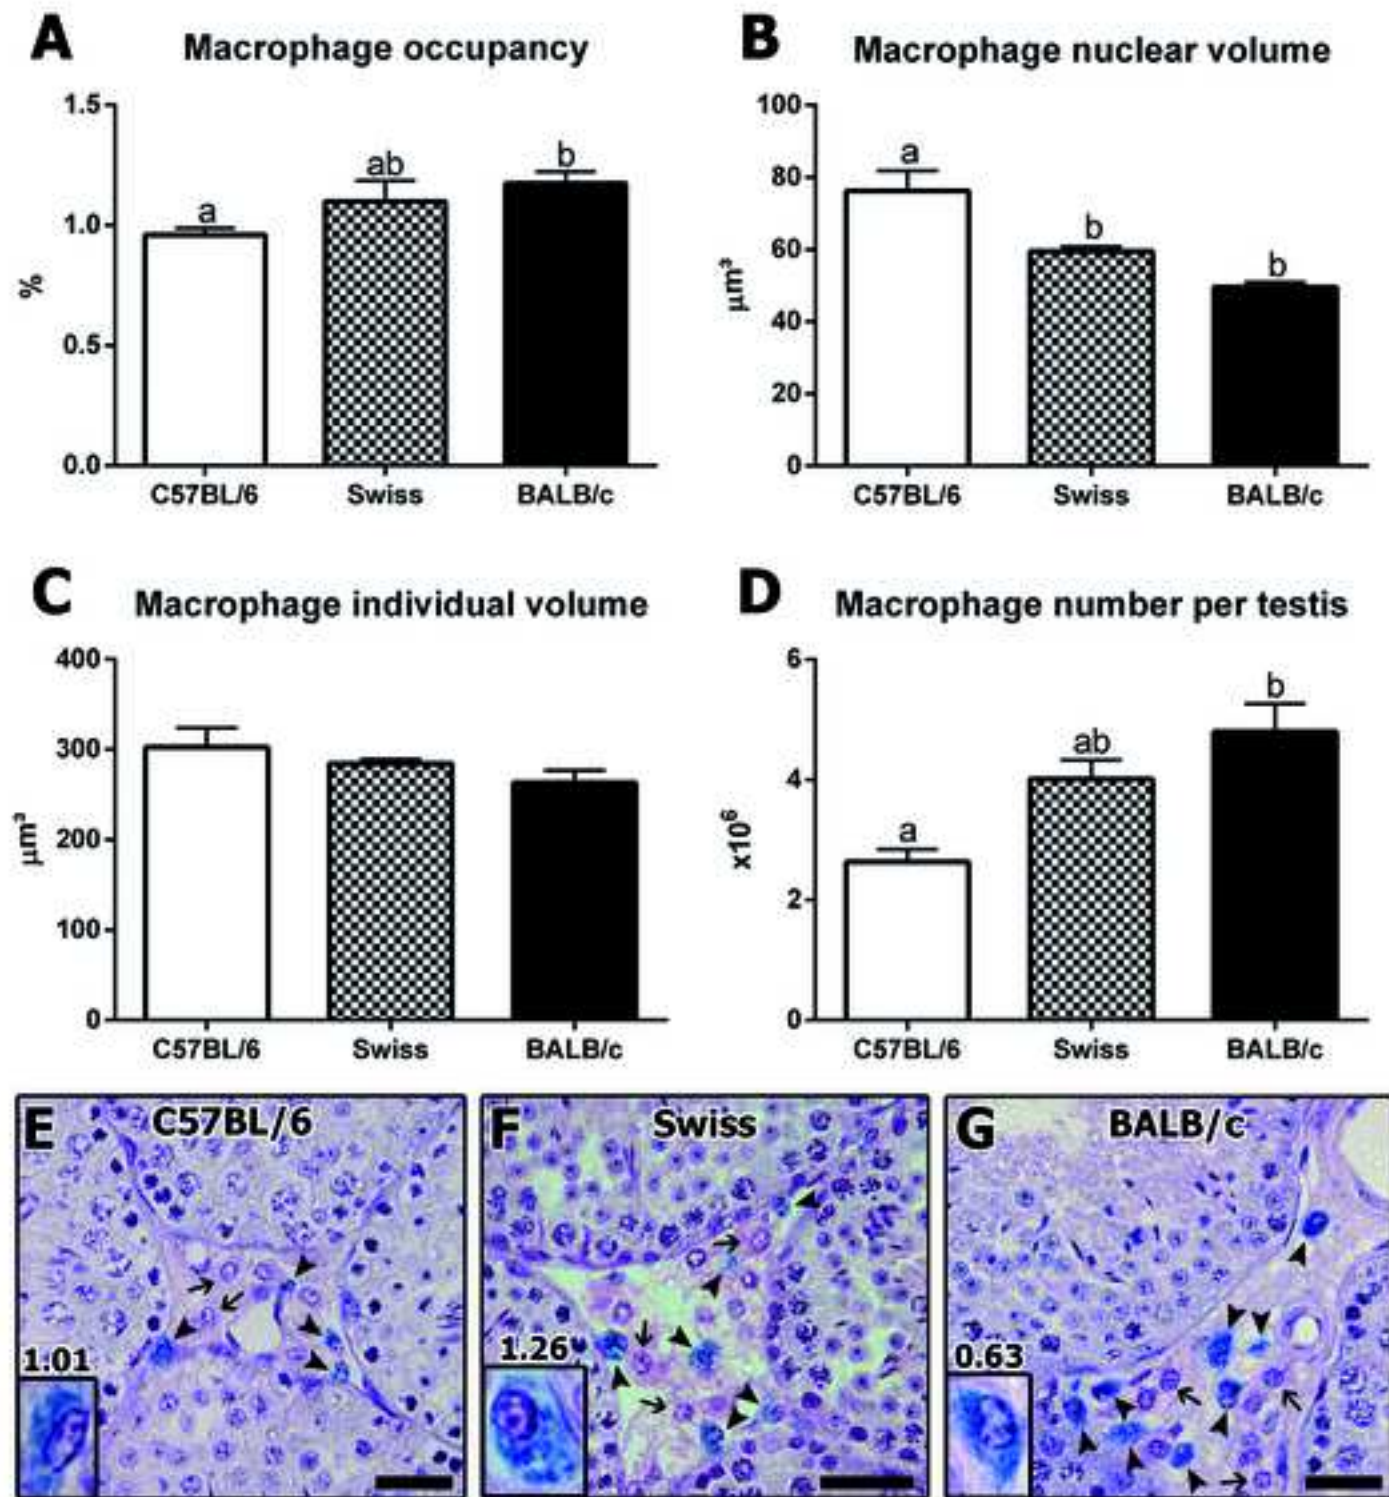 A Macrophage occupancy
1.5
1.0
0.5
0.0
%
a
ab
b
C57BL/6 Swiss BALB/c
B Macrophage nuclear volume
100
80
60
40
20
0
μm³
a
b
b
C57BL/6 Swiss BALB/c
C Macrophage individual volume
400
300
200
100
0
μm³
C57BL/6 Swiss BALB/c
D Macrophage number per testis
6
4
2
0
x10⁶
a
ab
b
C57BL/6 Swiss BALB/c
E C57BL/6
1.01
F Swiss
1.26
G BALB/c
0.63